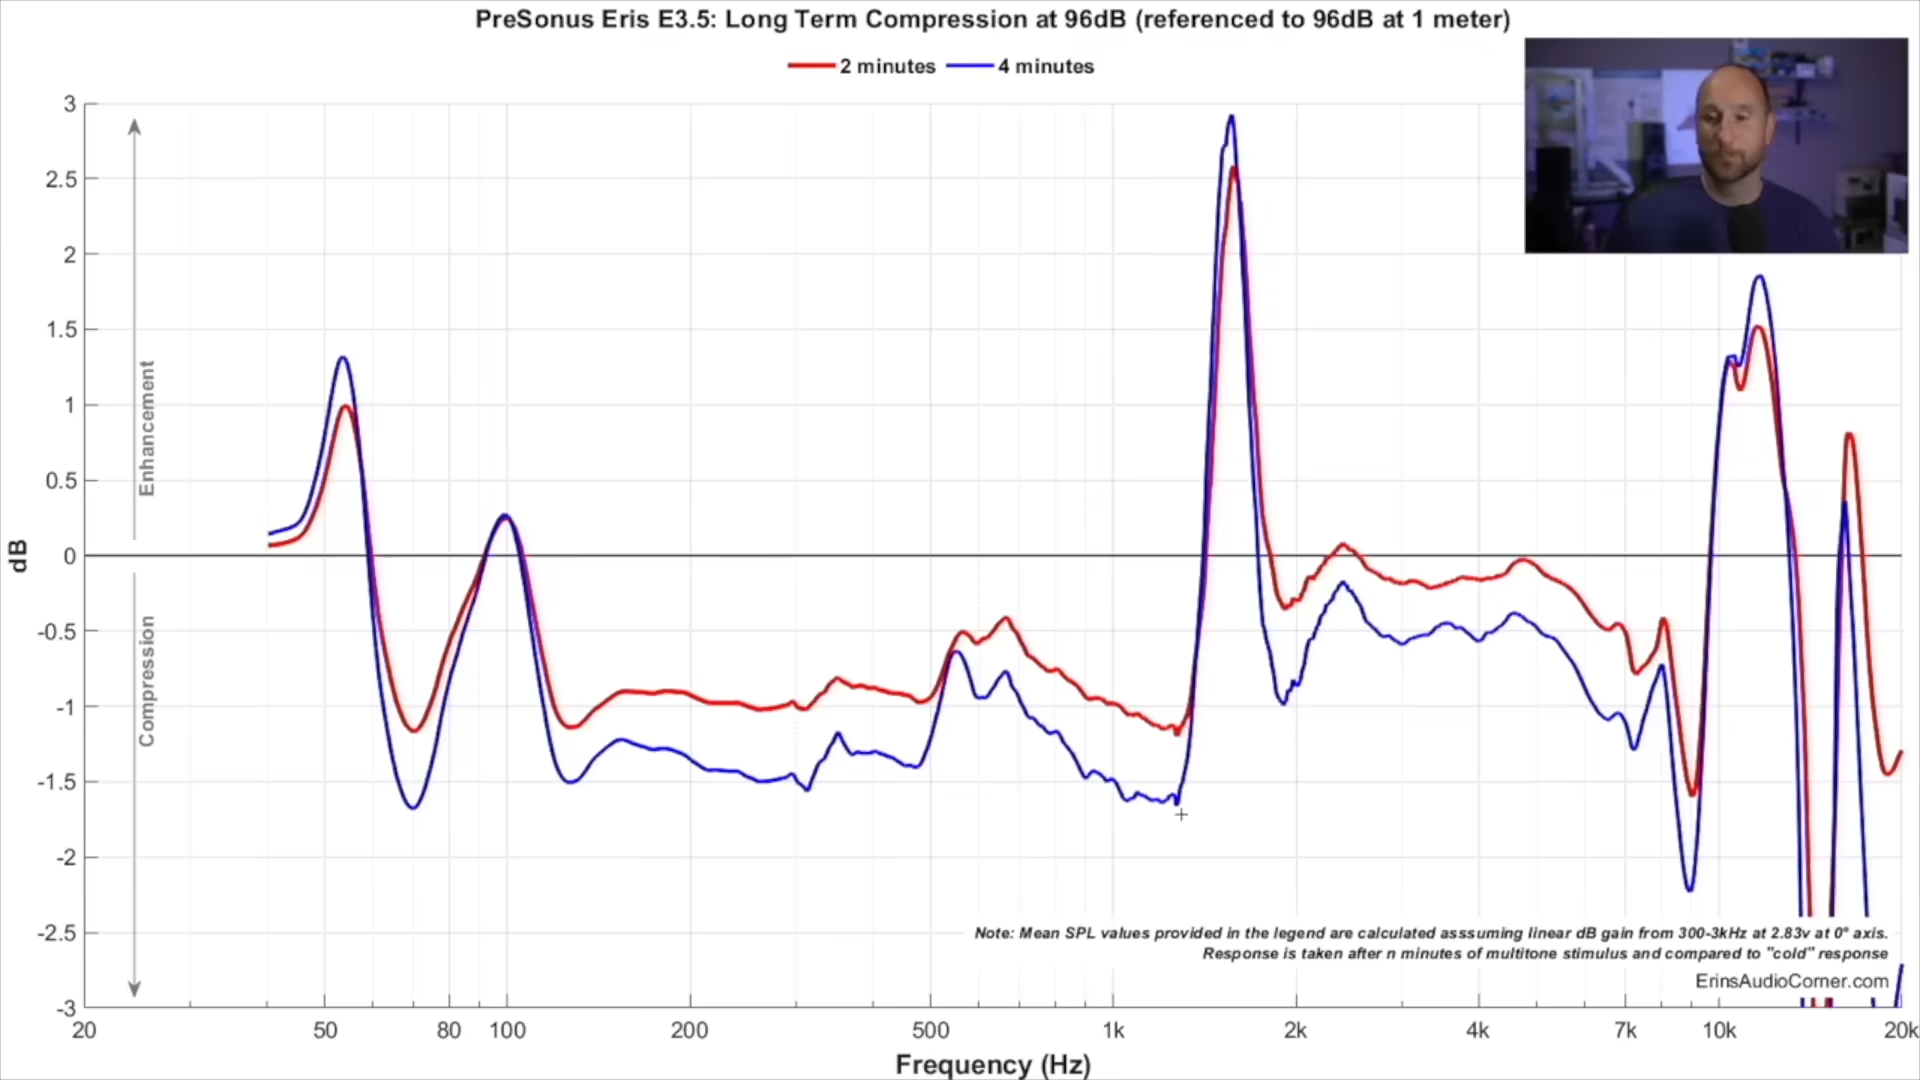 PreSonus Eris E3.5: Long Term Compression at 96dB (referenced to 96dB at 1 meter)
2 minutes 4 minutes
3
2.5
2
1.5
1
0.5
0
-0.5
-1
-1.5
-2
-2.5
-3
dB
Enhancement
Compression
Note: Mean SPL values provided in the legend are calculated asssuming linear dB gain from 300-3kHz at 2.83v at 0° axis.
Response is taken after n minutes of multitone stimulus and compared to "cold" response
ErinsAudioCorner.com
20 50 80 100 200 500 1k 2k 4k 7k 10k 20k
Frequency (Hz)